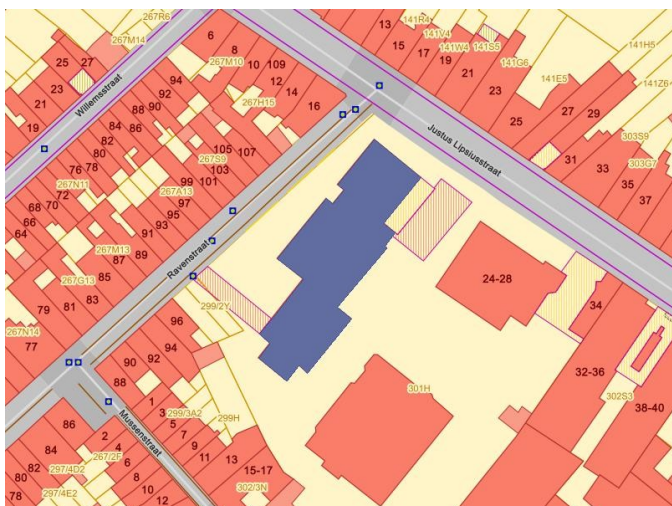 267R6
267M14
25
27
23
21
19
Willemsstraat
6
8
267M10
10
109
12
14
267H15
16
94
92
90
88
86
84
82
80
78
76
267N11
72
70
68
66
64
105
107
267S9
103
101
99
267A13
97
95
93
91
267M13
89
87
85
267G13
83
81
79
267N14
77
Ravenstraat
13
141R4
15
141V4
17
141W4
19
141S5
21
141G6
23
25
141E5
27
29
141H5
141Z6
303S9
31
33
303G7
35
37
Justus Lipsiusstraat
24-28
34
32-36
302S3
38-40
301H
299/2Y
96
94
92
90
88
1
3
299/3A2
5
7
9
11
299H
13
15-17
302/3N
Mussenstraat
86
84
297/4D2
82
80
78
297/4E2
2
4
267/2F
6
8
10
12